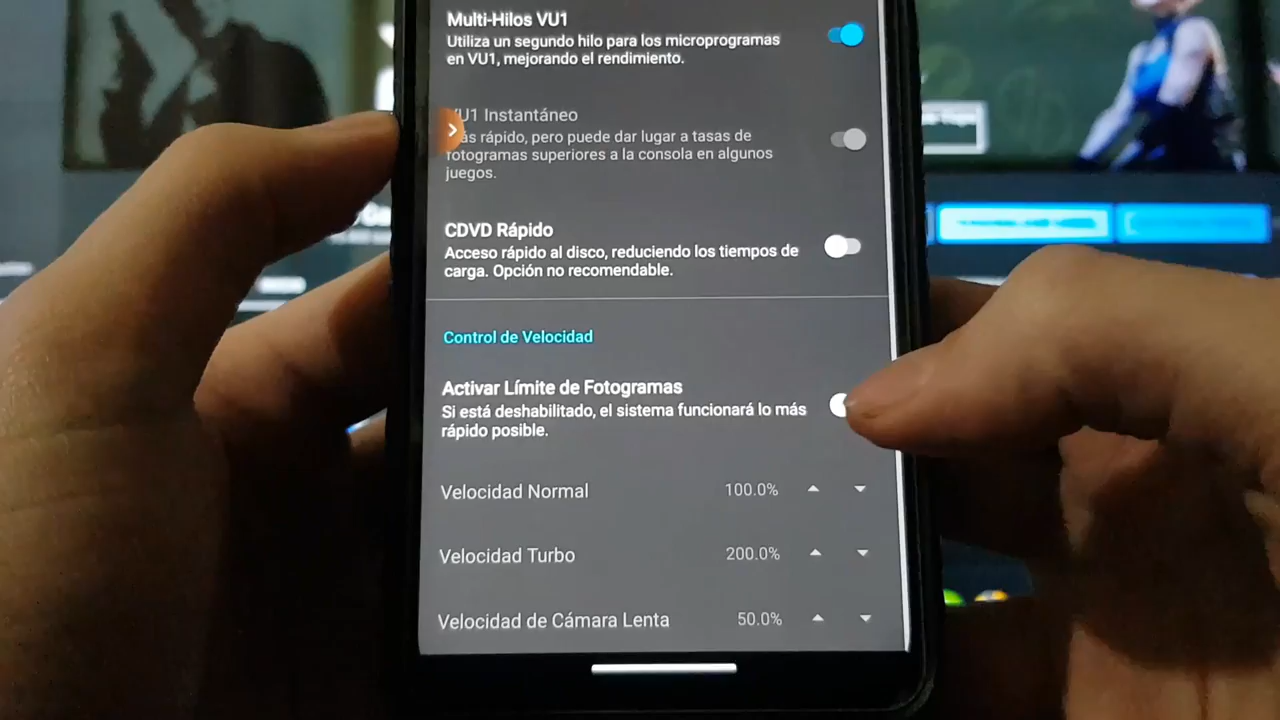 Multi-Hilos VU1
Utiliza un segundo hilo para los microprogramas
en VU1, mejorando el rendimiento.
Instantáneo
rápido, pero puede dar lugar a tasas de
fotogramas superiores a la consola en algunos
juegos.
CDVD Rápido
Acceso rápido al disco, reduciendo los tiempos de
carga. Opción no recomendable.
Control de Velocidad
Activar Límite de Fotogramas
Si está deshabilitado, el sistema funcionará lo más
rápido posible.
Velocidad Normal 100.0%
Velocidad Turbo 200.0%
Velocidad de Cámara Lenta 50.0%